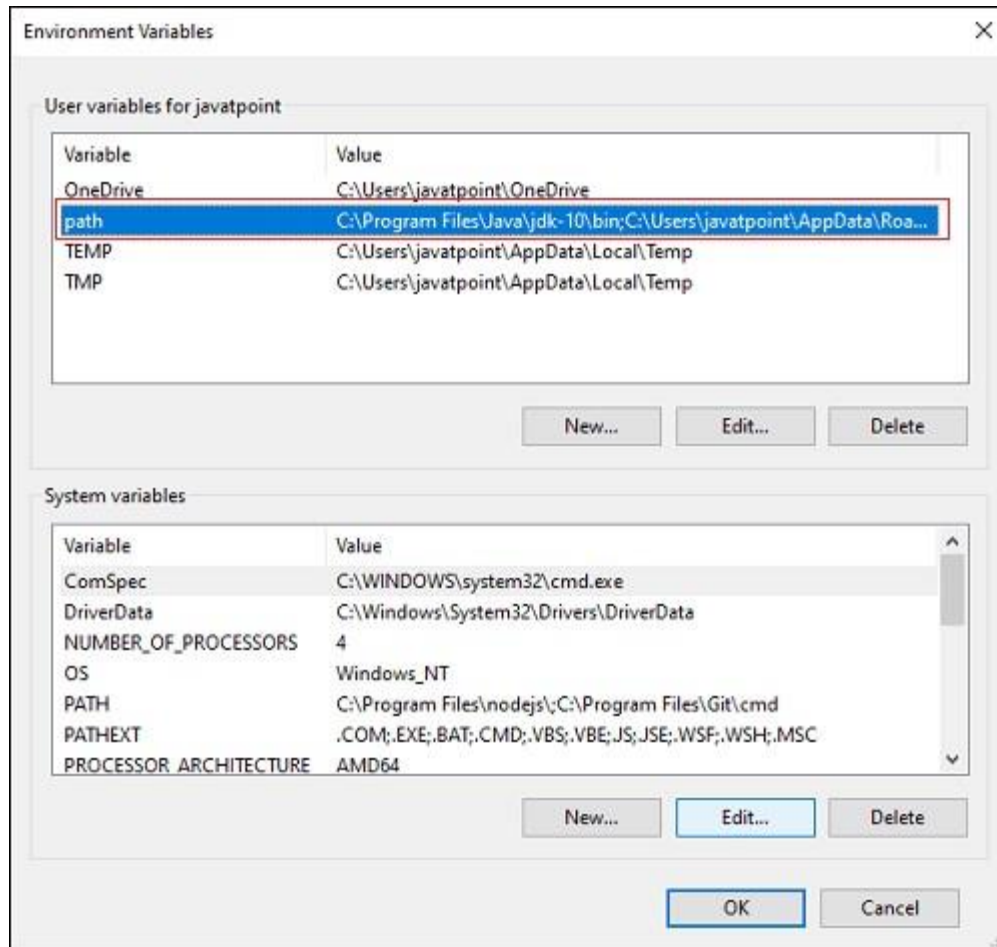 Environment Variables
User variables for javatpoint
Variable Value
OneDrive C:\Users\javatpoint\OneDrive
path C:\Program Files\Java\jdk-10\bin;C:\Users\javatpoint\AppData\Roa...
TEMP C:\Users\javatpoint\AppData\Local\Temp
TMP C:\Users\javatpoint\AppData\Local\Temp
New... Edit... Delete
System variables
Variable Value
ComSpec C:\WINDOWS\system32\cmd.exe
DriverData C:\Windows\System32\Drivers\DriverData
NUMBER_OF_PROCESSORS 4
OS Windows_NT
PATH C:\Program Files\nodejs\;C:\Program Files\Git\cmd
PATHEXT .COM;.EXE;.BAT;.CMD;.VBS;.VBE;.JS;.JSE;.WSF;.WSH;.MSC
PROCESSOR_ARCHITECTURE AMD64
New... Edit... Delete
OK Cancel